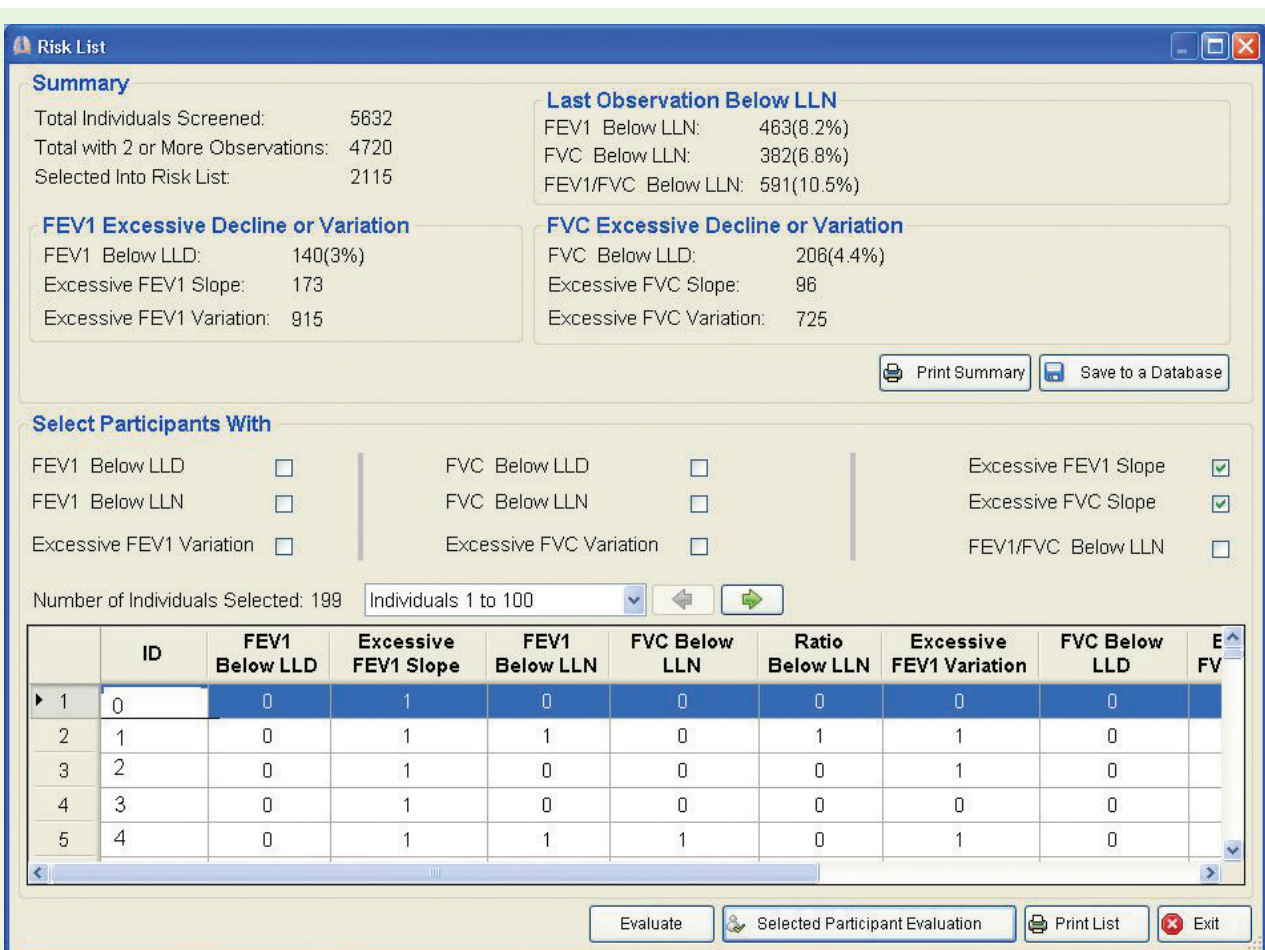 Risk List
Summary
Total Individuals Screened: 5632
Total with 2 or More Observations: 4720
Selected Into Risk List: 2115
Last Observation Below LLN
FEV1 Below LLN: 463(8.2%)
FVC Below LLN: 382(6.8%)
FEV1/FVC Below LLN: 591(10.5%)
FEV1 Excessive Decline or Variation
FEV1 Below LLD: 140(3%)
Excessive FEV1 Slope: 173
Excessive FEV1 Variation: 915
FVC Excessive Decline or Variation
FVC Below LLD: 206(4.4%)
Excessive FVC Slope: 96
Excessive FVC Variation: 725
Print Summary Save to a Database
Select Participants With
FEV1 Below LLD FVC Below LLD Excessive FEV1 Slope
FEV1 Below LLN FVC Below LLN Excessive FVC Slope
Excessive FEV1 Variation Excessive FVC Variation FEV1/FVC Below LLN
Number of Individuals Selected: 199 Individuals 1 to 100
ID FEV1 Below LLD Excessive FEV1 Slope FEV1 Below LLN FVC Below LLN Ratio Below LLN Excessive FEV1 Variation FVC Below LLD E FV
1 0 0 1 0 0 0 0 0
2 1 0 1 1 0 1 1 0
3 2 0 1 0 0 0 1 0
4 3 0 1 0 0 0 0 0
5 4 0 1 1 1 0 1 0
Evaluate Selected Participant Evaluation Print List Exit